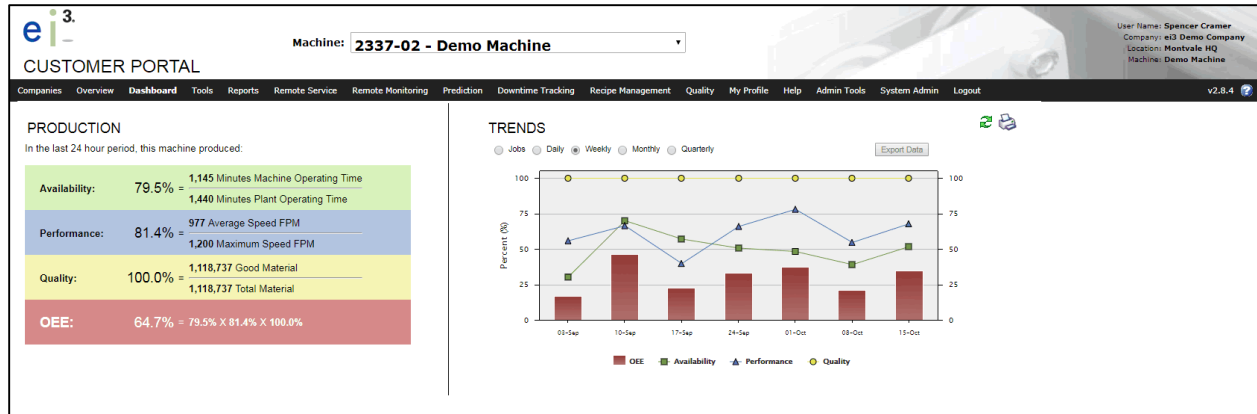 ei3.
CUSTOMER PORTAL
Machine: 2337-02 - Demo Machine
User Name: Spencer Cramer
Company: ei3 Demo Company
Location: Montvale HQ
Machine: Demo Machine
Companies Overview Dashboard Tools Reports Remote Service Remote Monitoring Prediction Downtime Tracking Recipe Management Quality My Profile Help Admin Tools System Admin Logout v2.8.4 ?
PRODUCTION
In the last 24 hour period, this machine produced:
Availability: 79.5% = 1,145 Minutes Machine Operating Time
1,440 Minutes Plant Operating Time
Performance: 81.4% = 977 Average Speed FPM
1,200 Maximum Speed FPM
Quality: 100.0% = 1,118,737 Good Material
1,118,737 Total Material
OEE: 64.7% = 79.5% X 81.4% X 100.0%
TRENDS
Jobs Daily Weekly Monthly Quarterly Export Data
100 100
75 75
50 50
25 25
0 0
Percent (%)
03-Sep 10-Sep 17-Sep 24-Sep 01-Oct 08-Oct 15-Oct
OEE Availability Performance Quality